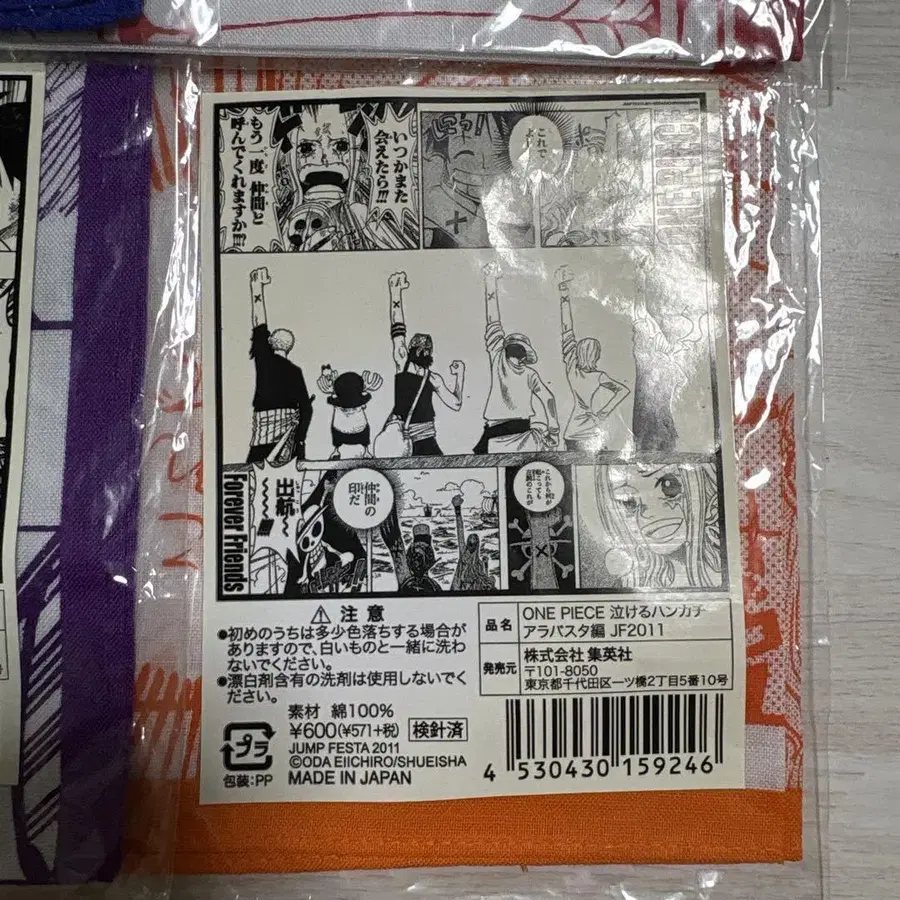 いつかまた
会えたら!!!
もう一度 仲間と
呼んでくれますか!!?
ONE PIECE
仲間の
印だ
出航〜〜!!!
Forever Friends
⚠ 注意
●初めのうちは多少色落ちする場合が
ありますので、白いものと一緒に洗わ
ないでください。
●漂白剤含有の洗剤は使用しないでく
ださい。
品名 ONE PIECE 泣けるハンカチ
アラバスタ編 JF2011
発売元 株式会社 集英社
〒101-8050
東京都千代田区一ツ橋2丁目5番10号
素材 綿100%
¥600(¥571+税) 検針済
JUMP FESTA 2011
©ODA EIICHIRO/SHUEISHA
MADE IN JAPAN
プラ
包装:PP
4 530430 159246